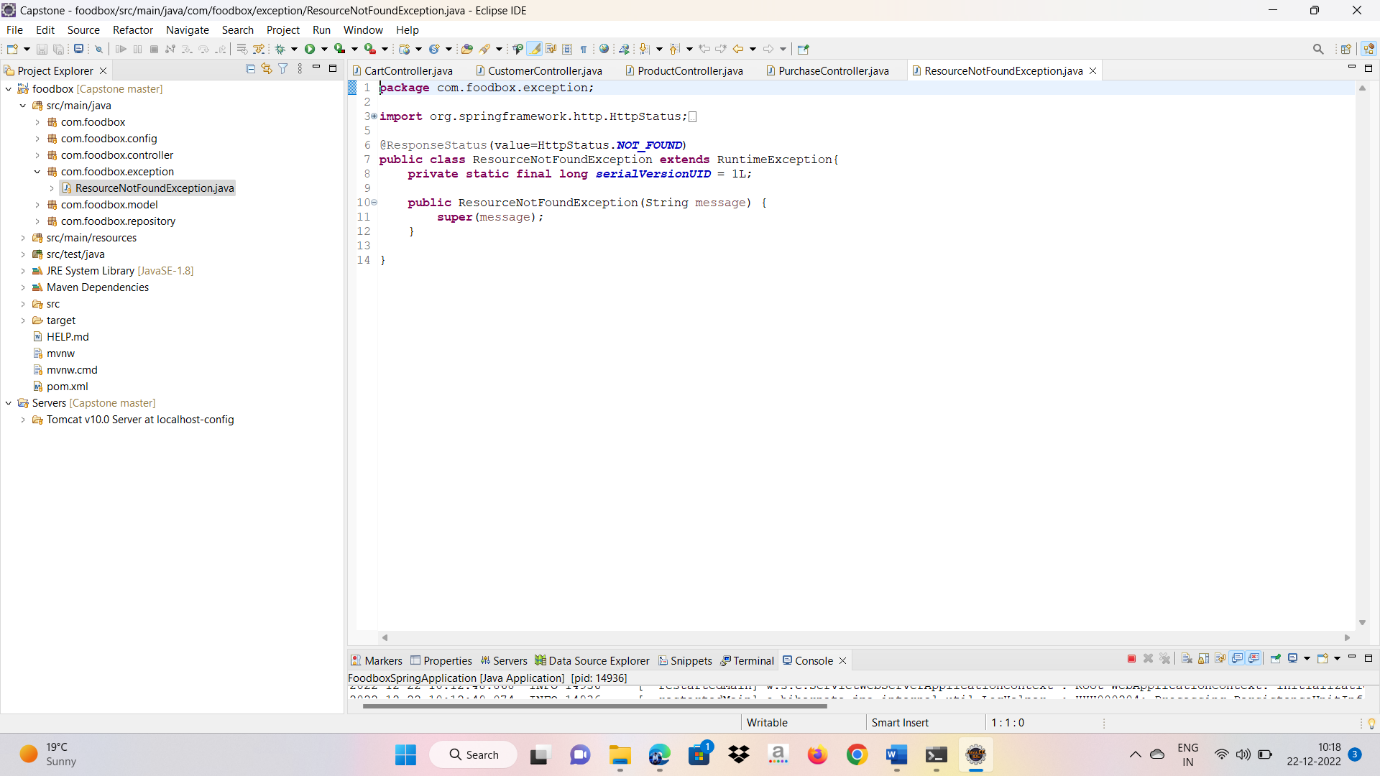 Capstone - foodbox/src/main/java/com/foodbox/exception/ResourceNotFoundException.java - Eclipse IDE
File Edit Source Refactor Navigate Search Project Run Window Help
Project Explorer
foodbox [Capstone master]
src/main/java
com.foodbox
com.foodbox.config
com.foodbox.controller
com.foodbox.exception
ResourceNotFoundException.java
com.foodbox.model
com.foodbox.repository
src/main/resources
src/test/java
JRE System Library [JavaSE-1.8]
Maven Dependencies
src
target
HELP.md
mvnw
mvnw.cmd
pom.xml
Servers [Capstone master]
Tomcat v10.0 Server at localhost-config
CartController.java CustomerController.java ProductController.java PurchaseController.java ResourceNotFoundException.java
1 package com.foodbox.exception;
2
3 import org.springframework.http.HttpStatus;
5
6 @ResponseStatus(value=HttpStatus.NOT_FOUND)
7 public class ResourceNotFoundException extends RuntimeException{
8 private static final long serialVersionUID = 1L;
9
10 public ResourceNotFoundException(String message) {
11 super(message);
12 }
13
14 }
Markers Properties Servers Data Source Explorer Snippets Terminal Console
FoodboxSpringApplication [Java Application] [pid: 14936]
Writable Smart Insert 1 : 1 : 0
19°C
Sunny
Search
1
ENG
IN
10:18
22-12-2022
3